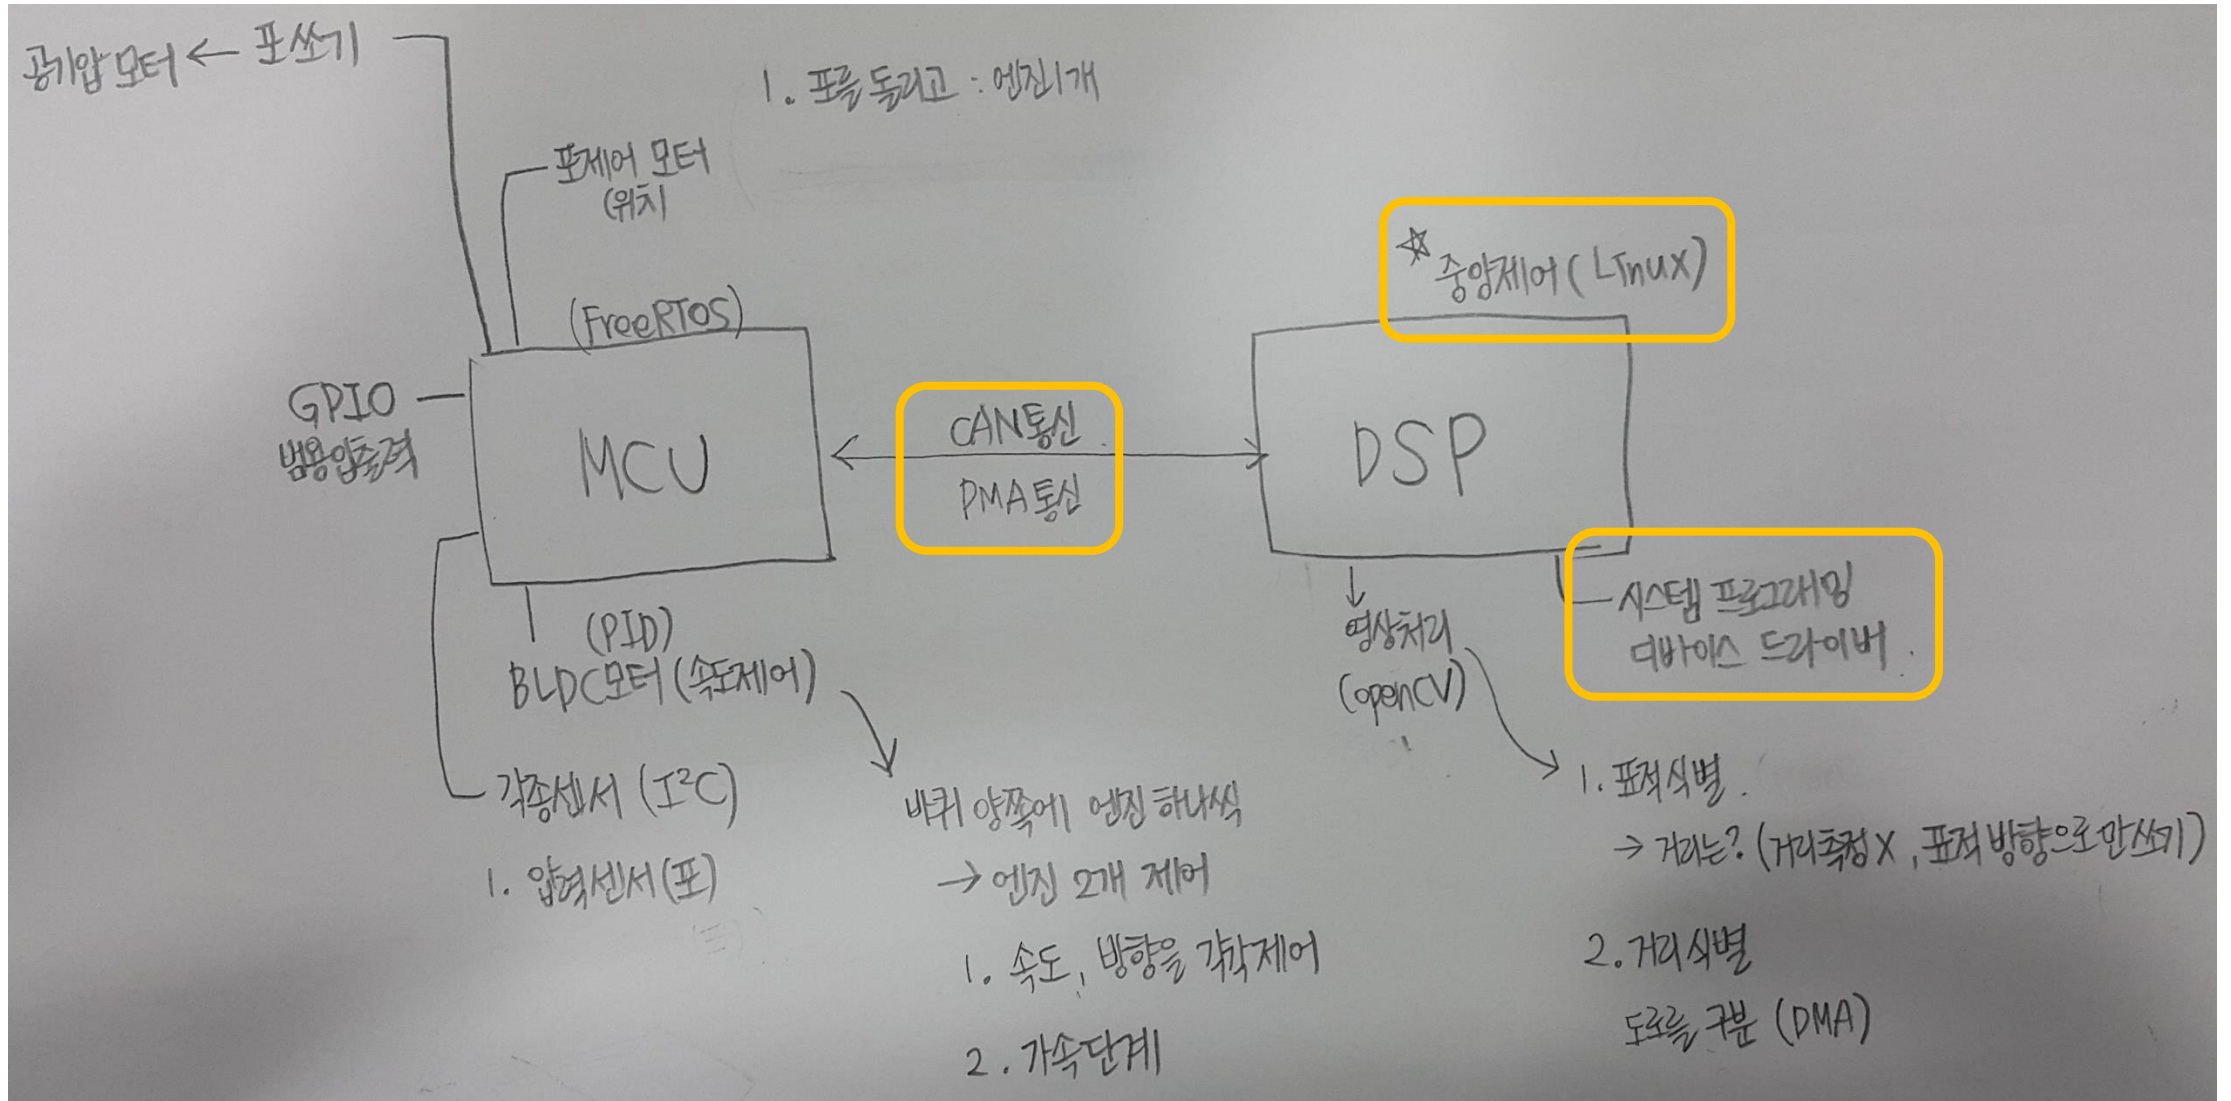 공기압 모터 ← 포쏘기
1. 포를 돌리고 : 엔진1개
포제어 모터
(위치
☆ 중앙제어 (Linux)
(FreeRTOS)
GPIO
범용입출력
MCU
CAN통신
DMA통신
DSP
(PID)
BLDC모터 (속도제어)
영상처리
(openCV)
시스템 프로그래밍
디바이스 드라이버
각종센서 (I²C)
1. 압력센서(포)
바퀴 양쪽에 엔진 하나씩
→ 엔진 2개 제어
1. 속도, 방향을 각각제어
2. 가속단계
1. 표적식별.
→ 거리는? (거리측정X, 표적 방향으로만 쏘기)
2. 거리식별
도로를 구분 (DMA)